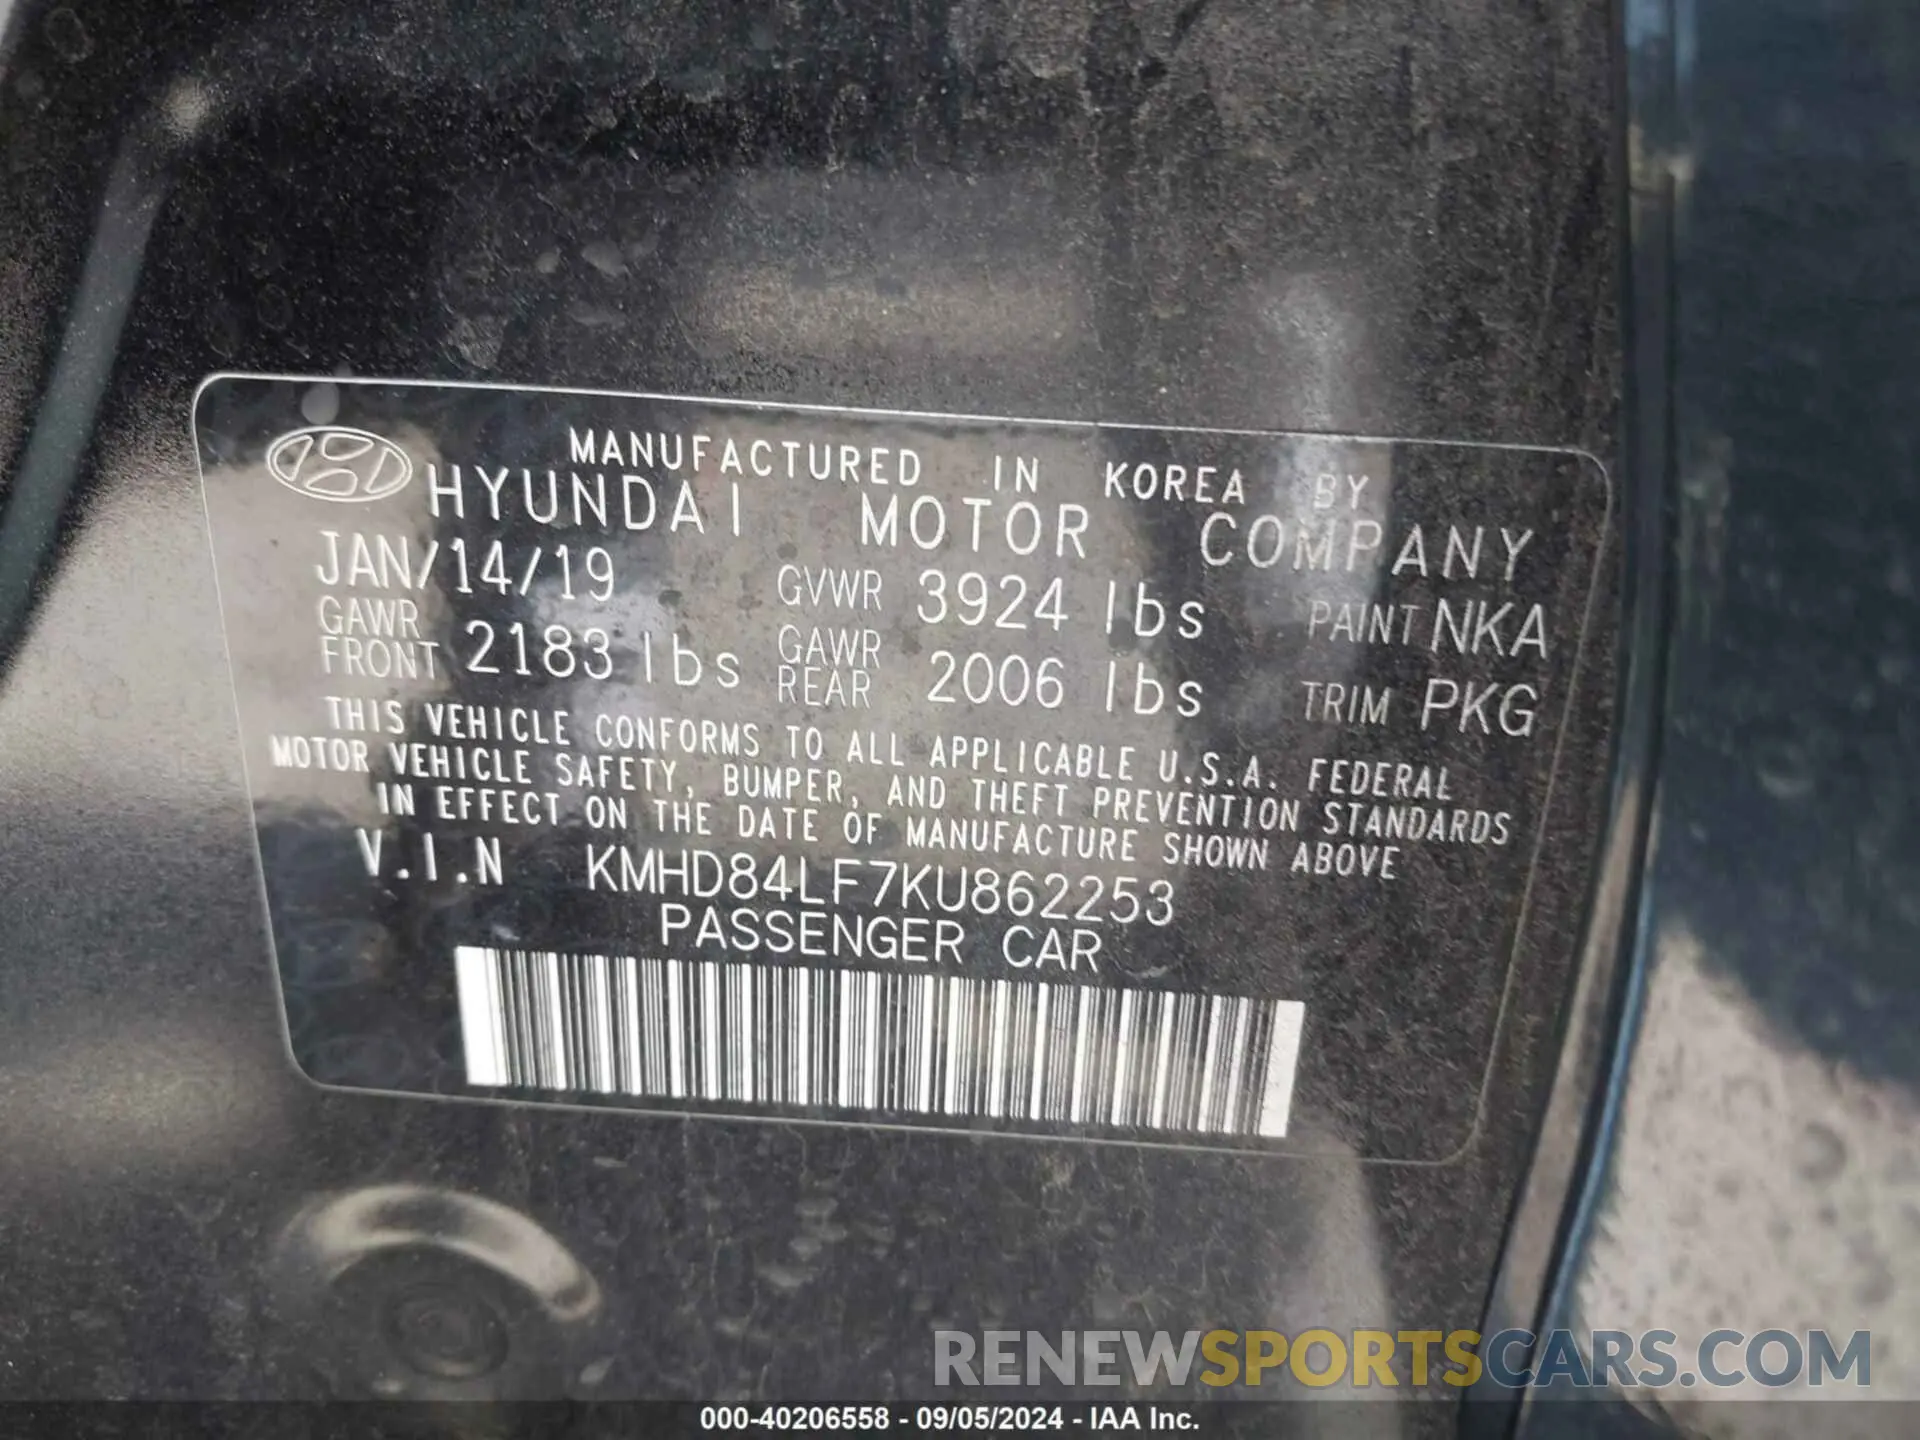 MANUFACTURED IN KOREA BY
HYUNDAI MOTOR COMPANY
JAN/14/19 GVWR 3924 lbs PAINT NKA
GAWR FRONT 2183 lbs GAWR REAR 2006 lbs TRIM PKG
THIS VEHICLE CONFORMS TO ALL APPLICABLE U.S.A. FEDERAL
MOTOR VEHICLE SAFETY, BUMPER, AND THEFT PREVENTION STANDARDS
IN EFFECT ON THE DATE OF MANUFACTURE SHOWN ABOVE
V.I.N KMHD84LF7KU862253
PASSENGER CAR
RENEWSPORTSCARS.COM
000-40206558 - 09/05/2024 - IAA Inc.